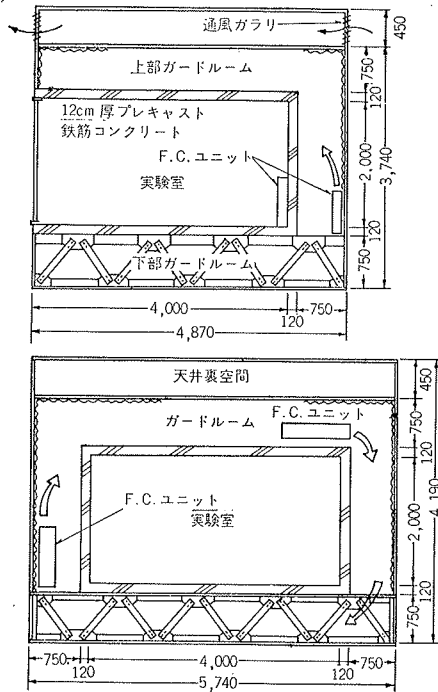 通風ガラリ
450
上部ガードルーム
750
120
12cm 厚プレキャスト
鉄筋コンクリート
F.C.ユニット
実験室
2,000
3,740
120
下部ガードルーム
750
4,000
750
120
4,870
天井裏空間
450
F.C.ユニット
ガードルーム
750
120
4,190
F.C.ユニット
実験室
2,000
120
750
750
4,000
750
120
120
5,740